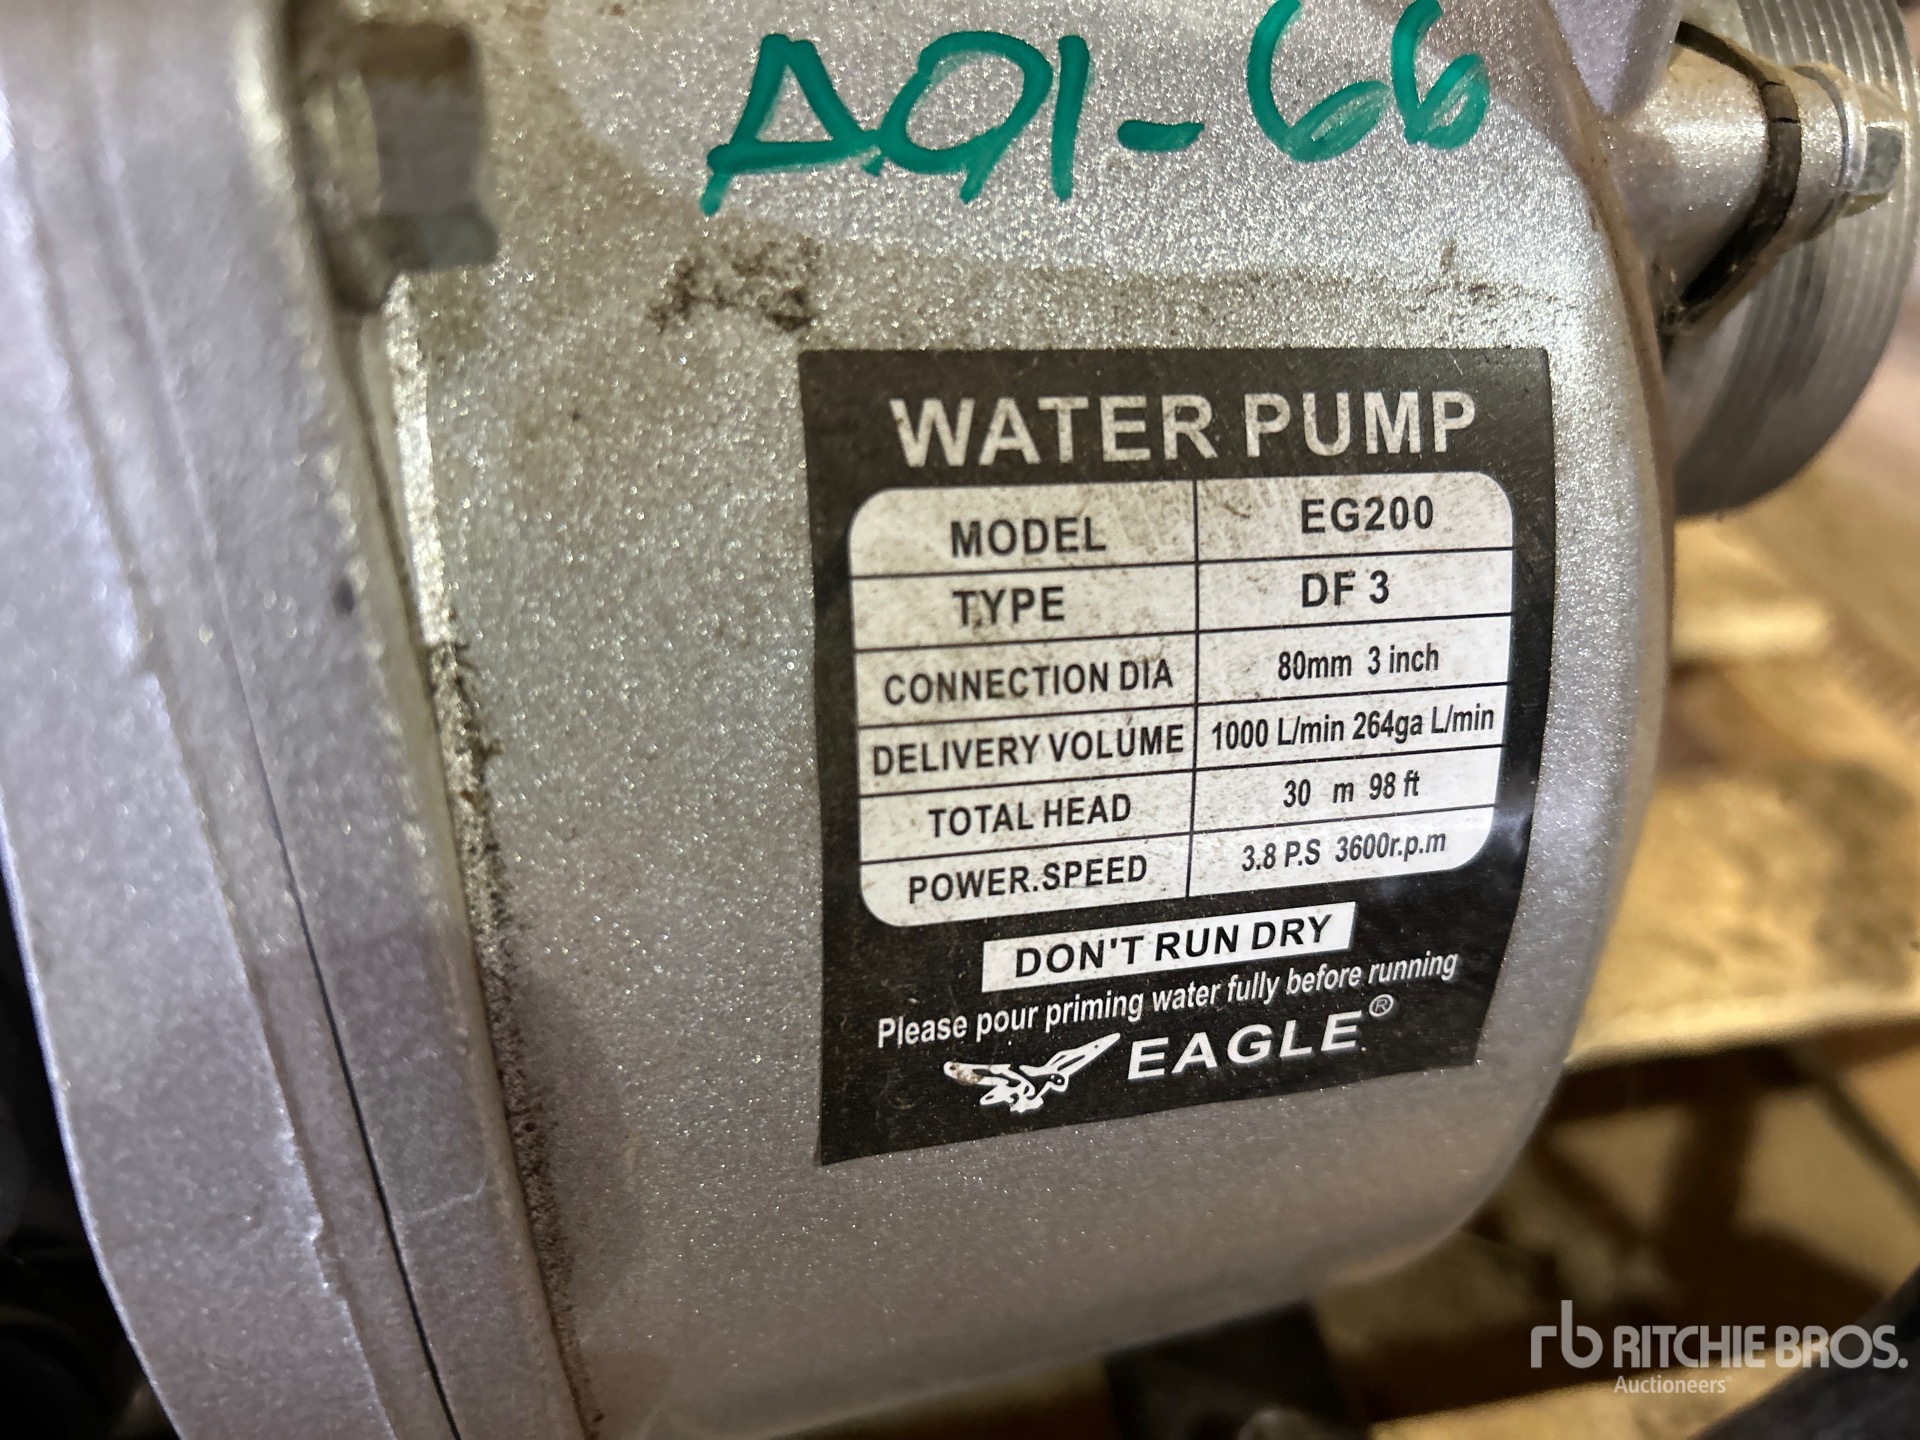 AQ1-66
WATER PUMP
MODEL EG200
TYPE DF 3
CONNECTION DIA 80mm 3 inch
DELIVERY VOLUME 1000 L/min 264ga L/min
TOTAL HEAD 30 m 98 ft
POWER.SPEED 3.8 P.S 3600r.p.m
DON'T RUN DRY
Please pour priming water fully before running
EAGLE®
rb RITCHIE BROS.
Auctioneers